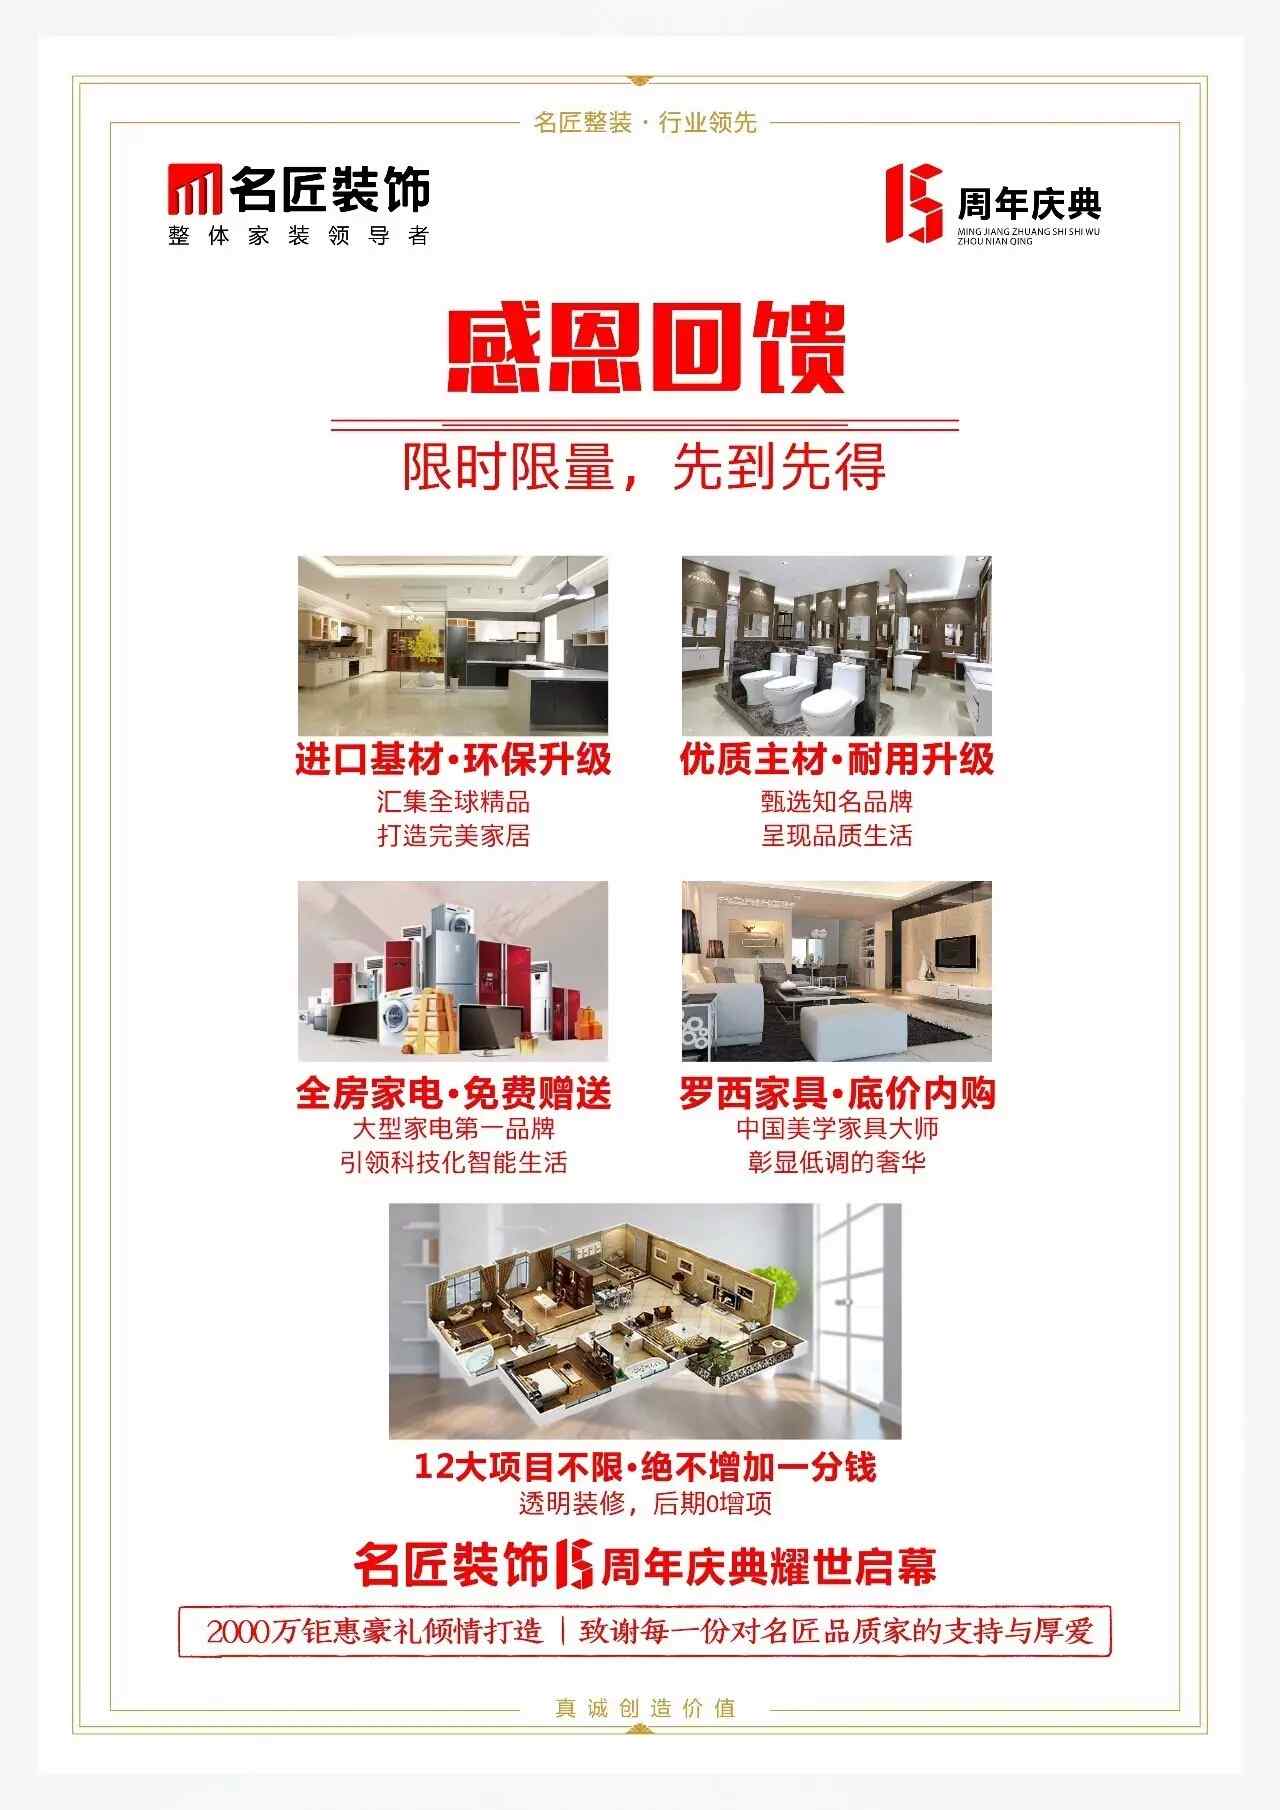 名匠整装·行业领先
名匠装饰
整体家装领导者
15周年庆典
MING JIANG ZHUANG SHI SHI WU
ZHOU NIAN QING
感恩回馈
限时限量，先到先得
进口基材·环保升级
汇集全球精品
打造完美家居
优质主材·耐用升级
甄选知名品牌
呈现品质生活
全房家电·免费赠送
大型家电第一品牌
引领科技化智能生活
罗西家具·底价内购
中国美学家具大师
彰显低调的奢华
12大项目不限·绝不增加一分钱
透明装修，后期0增项
名匠装饰15周年庆典耀世启幕
2000万钜惠豪礼倾情打造｜致谢每一份对名匠品质家的支持与厚爱
真诚创造价值